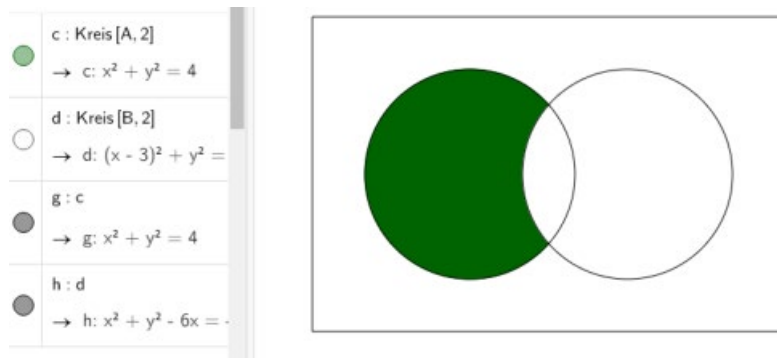 c : Kreis[A, 2]
→ c: x² + y² = 4
d : Kreis[B, 2]
→ d: (x - 3)² + y² =
g : c
→ g: x² + y² = 4
h : d
→ h: x² + y² - 6x = -